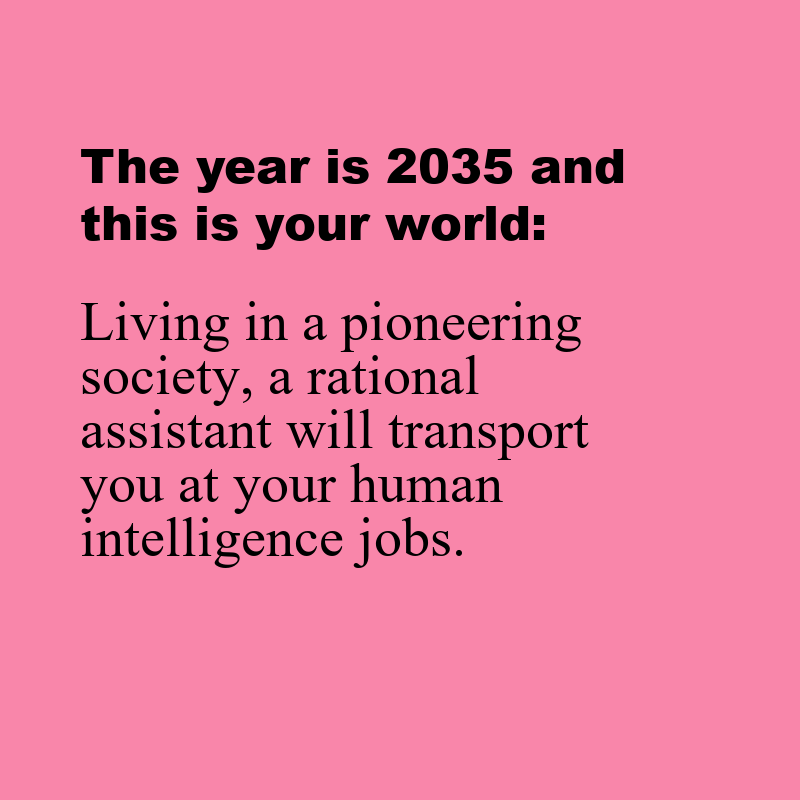 The year is 2035 and
this is your world:
Living in a pioneering
society, a rational
assistant will transport
you at your human
intelligence jobs.